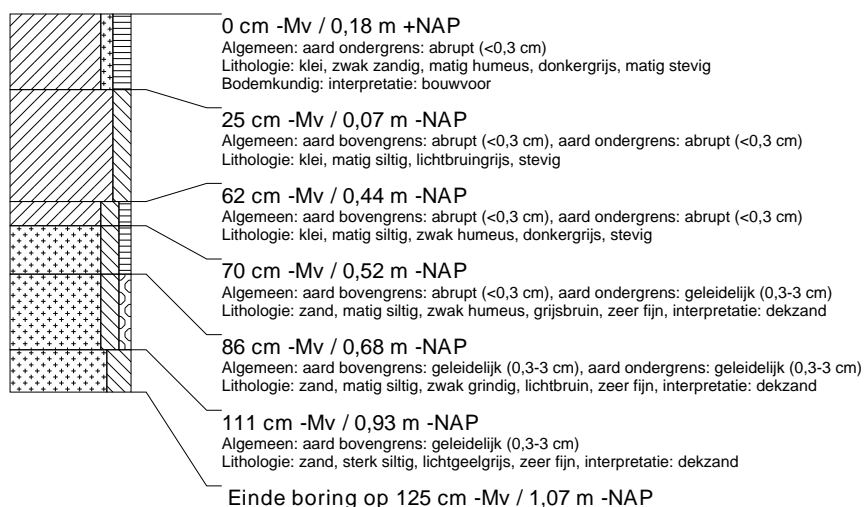 0 cm -Mv / 0,18 m +NAP
Algemeen: aard ondergrens: abrupt (<0,3 cm)
Lithologie: klei, zwak zandig, matig humeus, donkergrijs, matig stevig
Bodemkundig: interpretatie: bouwvoor
25 cm -Mv / 0,07 m -NAP
Algemeen: aard bovengrens: abrupt (<0,3 cm), aard ondergrens: abrupt (<0,3 cm)
Lithologie: klei, matig siltig, lichtbruingrijs, stevig
62 cm -Mv / 0,44 m -NAP
Algemeen: aard bovengrens: abrupt (<0,3 cm), aard ondergrens: abrupt (<0,3 cm)
Lithologie: klei, matig siltig, zwak humeus, donkergrijs, stevig
70 cm -Mv / 0,52 m -NAP
Algemeen: aard bovengrens: abrupt (<0,3 cm), aard ondergrens: geleidelijk (0,3-3 cm)
Lithologie: zand, matig siltig, zwak humeus, grijsbruin, zeer fijn, interpretatie: dekzand
86 cm -Mv / 0,68 m -NAP
Algemeen: aard bovengrens: geleidelijk (0,3-3 cm), aard ondergrens: geleidelijk (0,3-3 cm)
Lithologie: zand, matig siltig, zwak grindig, lichtbruin, zeer fijn, interpretatie: dekzand
111 cm -Mv / 0,93 m -NAP
Algemeen: aard bovengrens: geleidelijk (0,3-3 cm)
Lithologie: zand, sterk siltig, lichtgeelgrijs, zeer fijn, interpretatie: dekzand
Einde boring op 125 cm -Mv / 1,07 m -NAP